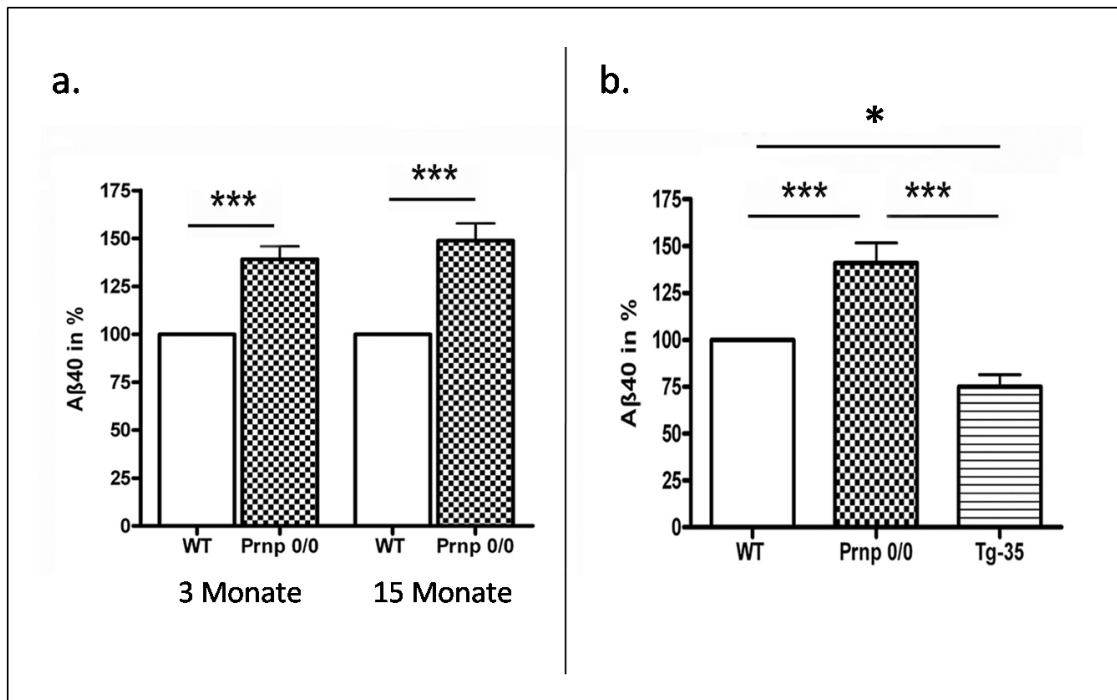 a.
***
***
175
150
125
100
75
50
25
0
Aβ40 in %
WT
Prnp 0/0
WT
Prnp 0/0
3 Monate
15 Monate
b.
*
***
***
175
150
125
100
75
50
25
0
Aβ40 in %
WT
Prnp 0/0
Tg-35